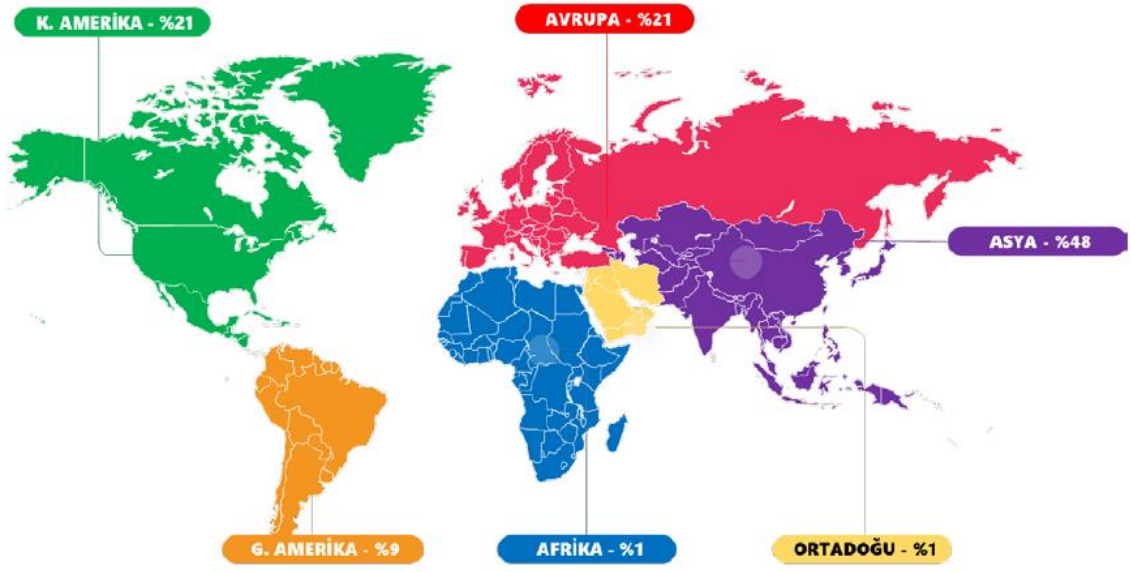 K. AMERİKA - %21
AVRUPA - %21
ASYA - %48
G. AMERİKA - %9
AFRİKA - %1
ORTADOĞU - %1